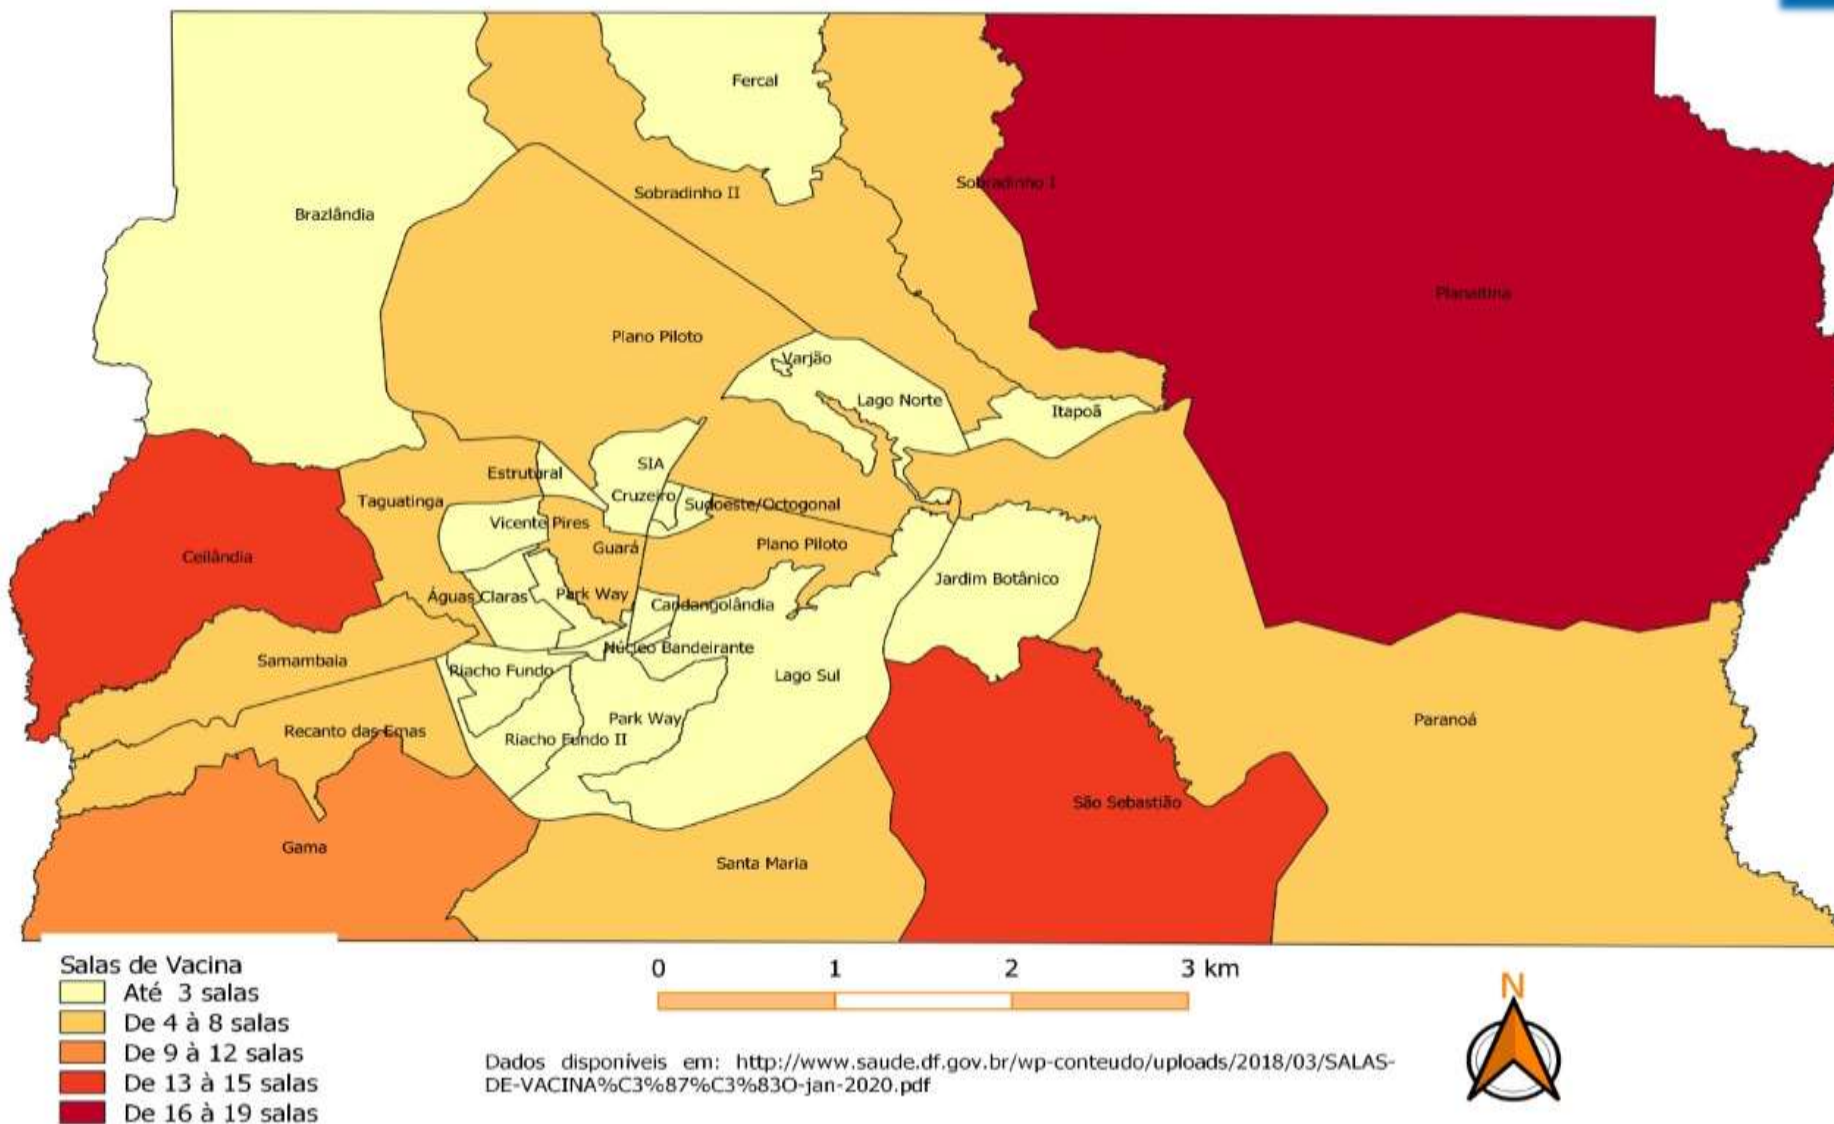 Fercal
Sobradinho I
Sobradinho II
Brazlândia
Planaltina
Plano Piloto
Varjão
Lago Norte
Itapoã
SIA
Estrutural
Cruzeiro
Taguatinga
Sudoeste/Octogonal
Vicente Pires
Guará
Plano Piloto
Ceilândia
Jardim Botânico
Águas Claras
Park Way
Candangolândia
Núcleo Bandeirante
Samambaia
Riacho Fundo
Lago Sul
Park Way
Paranoá
Recanto das Emas
Riacho Fundo II
São Sebastião
Gama
Santa Maria
Salas de Vacina
Até 3 salas
De 4 à 8 salas
De 9 à 12 salas
De 13 à 15 salas
De 16 à 19 salas
0 1 2 3 km
N
Dados disponíveis em: http://www.saude.df.gov.br/wp-conteudo/uploads/2018/03/SALAS-
DE-VACINA%C3%87%C3%83O-jan-2020.pdf